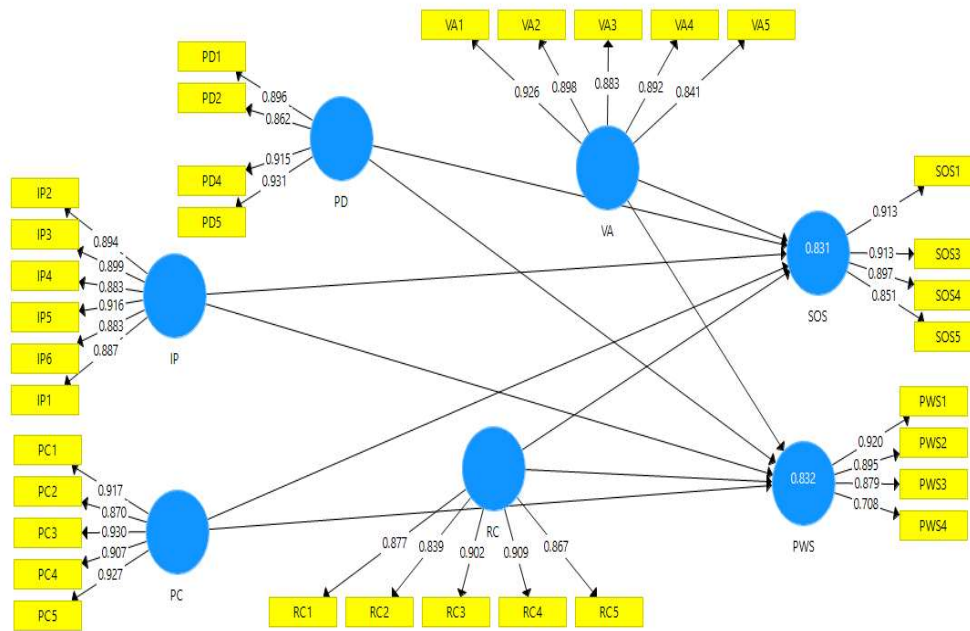 VA1 VA2 VA3 VA4 VA5
0.926 0.898 0.883 0.892 0.841
VA
PD1
PD2
PD4
PD5
0.896
0.862
0.915
0.931
PD
IP2
IP3
IP4
IP5
IP6
IP1
0.894
0.899
0.883
0.916
0.883
0.887
IP
SOS1
SOS3
SOS4
SOS5
0.913
0.913
0.897
0.851
0.831
SOS
PC1
PC2
PC3
PC4
PC5
0.917
0.870
0.930
0.907
0.927
PC
RC
0.877 0.839 0.902 0.909 0.867
RC1 RC2 RC3 RC4 RC5
PWS1
PWS2
PWS3
PWS4
0.920
0.895
0.879
0.708
0.832
PWS